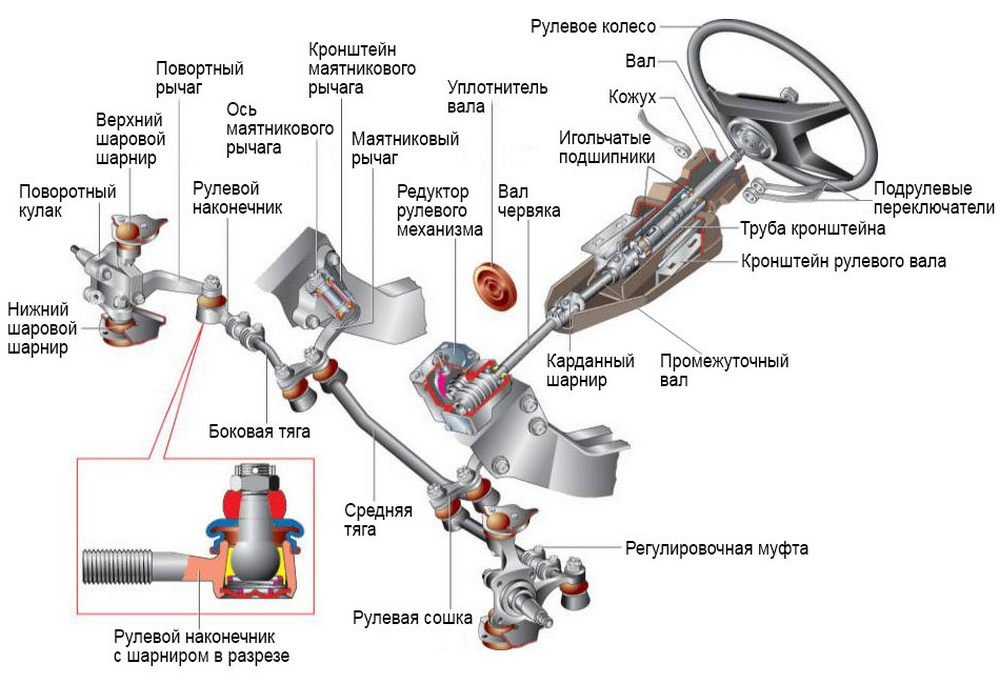 Рулевое колесо
Вал
Кожух
Игольчатые
подшипники
Кронштейн
маятникового
рычага
Уплотнитель
вала
Повортный
рычаг
Верхний
шаровой
шарнир
Ось
маятникового
рычага
Маятниковый
рычаг
Поворотный
кулак
Рулевой
наконечник
Редуктор
рулевого
механизма
Вал
червяка
Подрулевые
переключатели
Труба кронштейна
Кронштейн рулевого вала
Нижний
шаровой
шарнир
Карданный
шарнир
Промежуточный
вал
Боковая тяга
Средняя
тяга
Регулировочная муфта
Рулевая сошка
Рулевой наконечник
с шарниром в разрезе